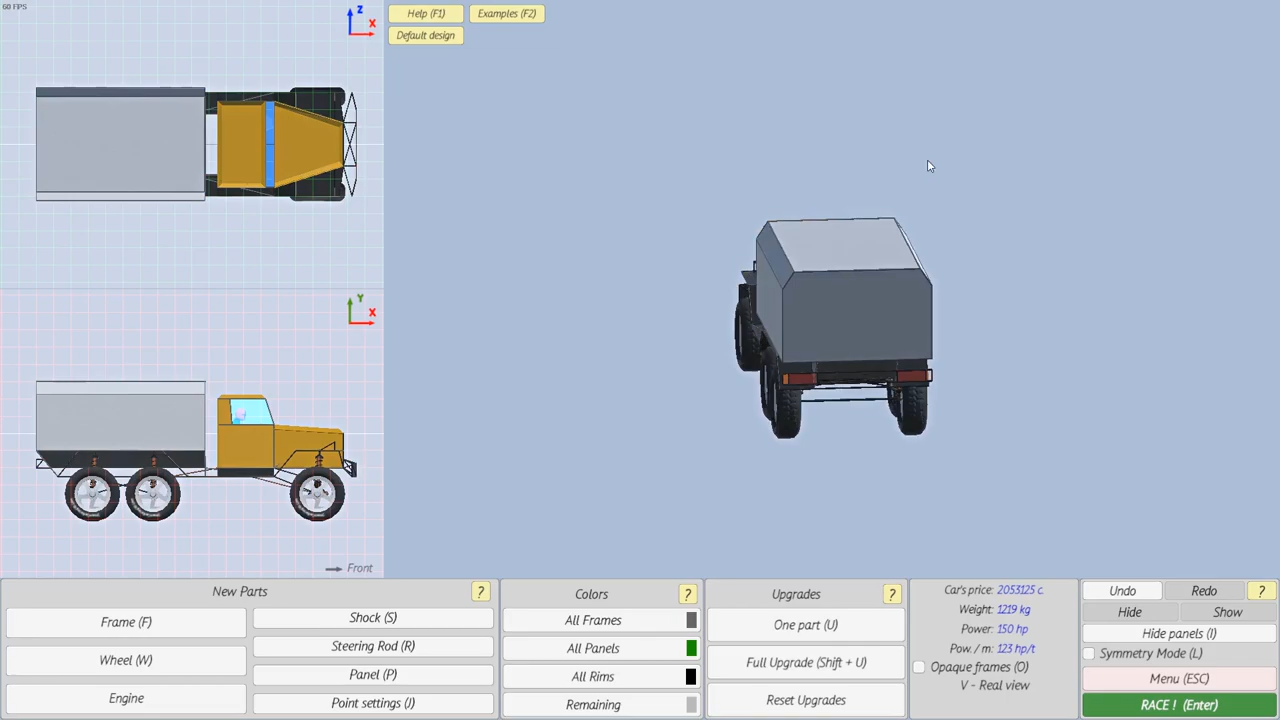 60 FPS
Z
X
Help (F1)
Examples (F2)
Default design
Y
X
Front
New Parts
?
Frame (F)
Shock (S)
Steering Rod (R)
Wheel (W)
Panel (P)
Engine
Point settings (J)
Colors
?
All Frames
All Panels
All Rims
Remaining
Upgrades
?
One part (U)
Full Upgrade (Shift + U)
Reset Upgrades
Car's price: 2053125 c.
Weight: 1219 kg
Power: 150 hp
Pow. / m: 123 hp/t
Opaque frames (O)
V - Real view
Undo
Redo
?
Hide
Show
Hide panels (I)
Symmetry Mode (L)
Menu (ESC)
RACE ! (Enter)